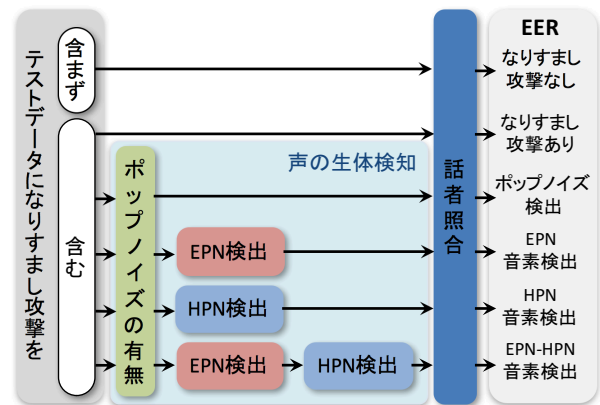 テストデータになりすまし攻撃を
含まず
含む
ポップノイズの有無
声の生体検知
EPN検出
HPN検出
EPN検出
HPN検出
話者照合
EER
なりすまし
攻撃なし
なりすまし
攻撃あり
ポップノイズ
検出
EPN
音素検出
HPN
音素検出
EPN-HPN
音素検出